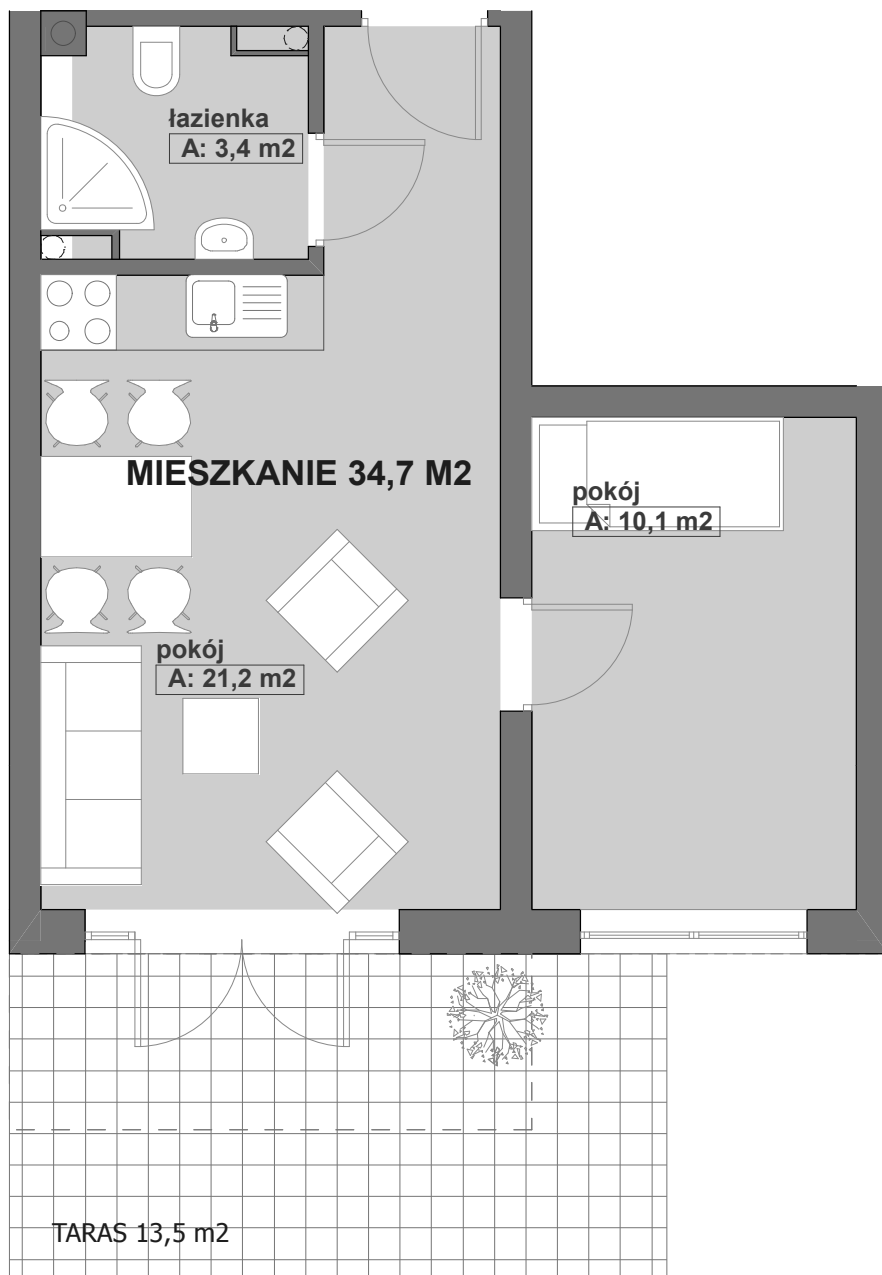 łazienka
A: 3,4 m2
MIESZKANIE 34,7 M2
pokój
A: 10,1 m2
pokój
A: 21,2 m2
TARAS 13,5 m2